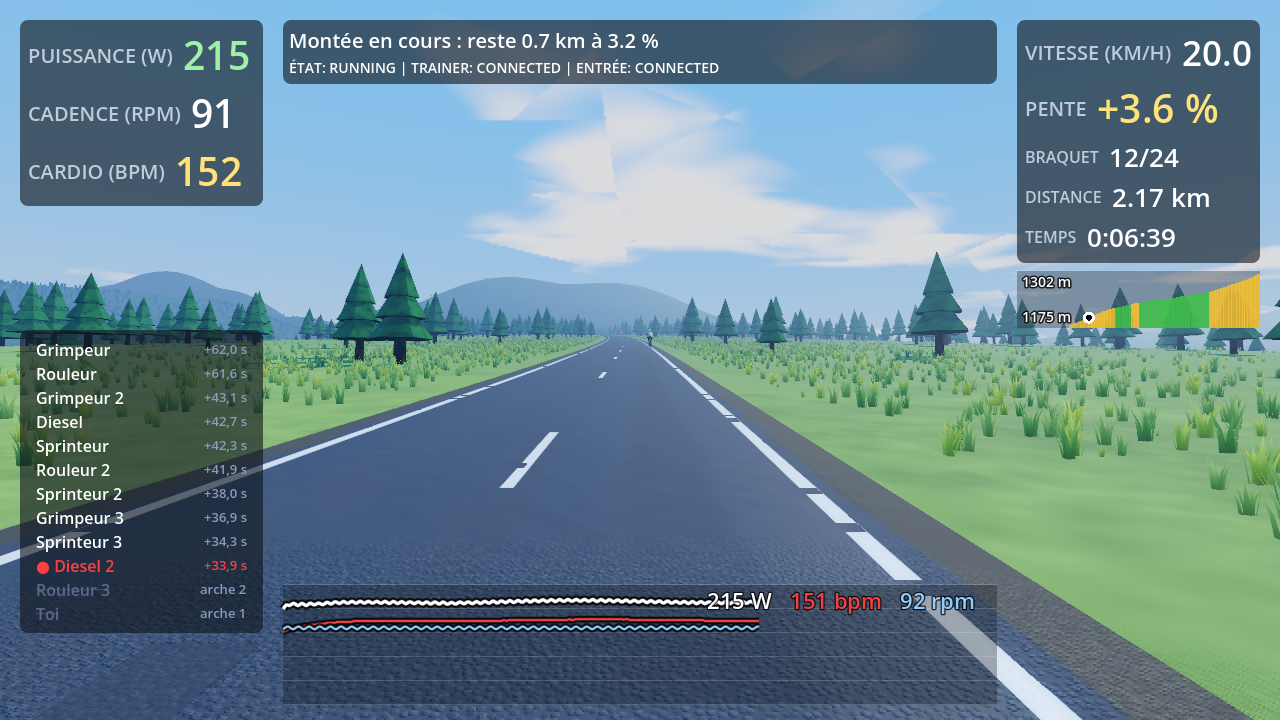 PUISSANCE (W) 215
CADENCE (RPM) 91
CARDIO (BPM) 152
Montée en cours : reste 0.7 km à 3.2 %
ÉTAT: RUNNING | TRAINER: CONNECTED | ENTRÉE: CONNECTED
VITESSE (KM/H) 20.0
PENTE +3.6 %
BRAQUET 12/24
DISTANCE 2.17 km
TEMPS 0:06:39
1302 m
1175 m
Grimpeur +62,0 s
Rouleur +61,6 s
Grimpeur 2 +43,1 s
Diesel +42,7 s
Sprinteur +42,3 s
Rouleur 2 +41,9 s
Sprinteur 2 +38,0 s
Grimpeur 3 +36,9 s
Sprinteur 3 +34,3 s
Diesel 2 +33,9 s
Rouleur 3 arche 2
Toi arche 1
215 W 151 bpm 92 rpm